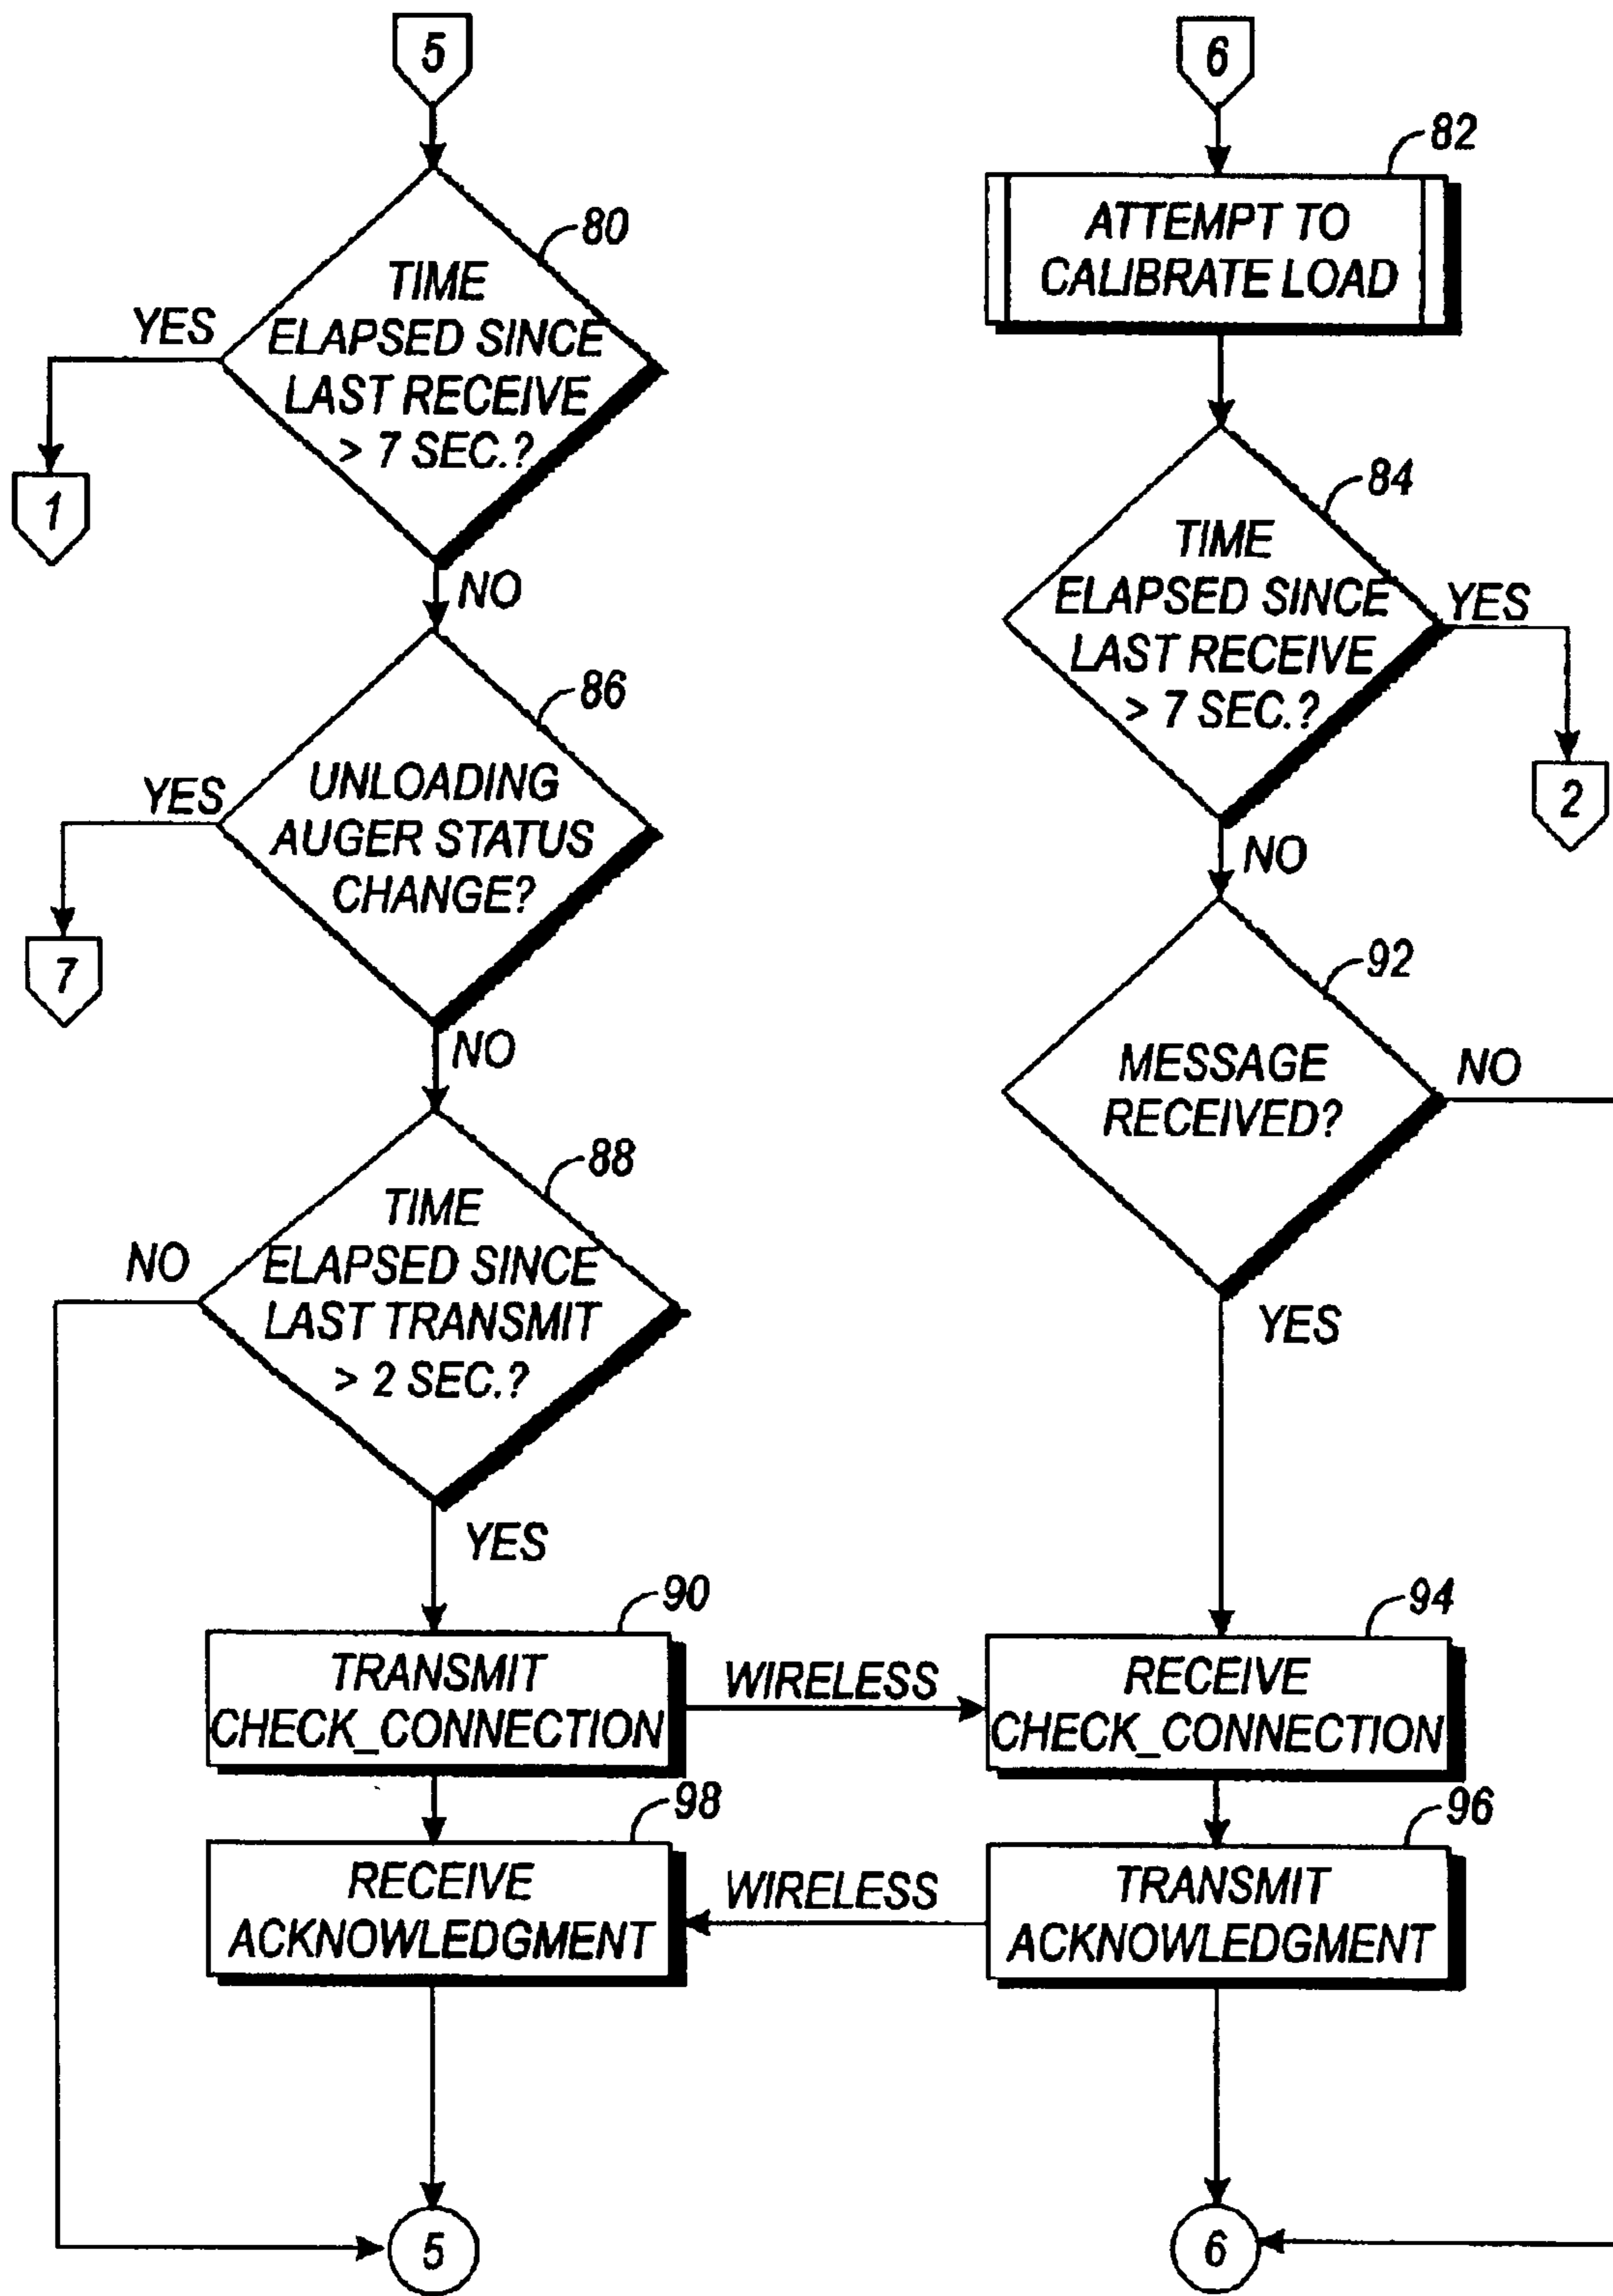 5
80
TIME
ELAPSED SINCE
LAST RECEIVE
> 7 SEC.?
YES
1
NO
86
UNLOADING
AUGER STATUS
CHANGE?
YES
7
NO
88
TIME
ELAPSED SINCE
LAST TRANSMIT
> 2 SEC.?
NO
YES
90
TRANSMIT
CHECK_CONNECTION
WIRELESS
98
RECEIVE
ACKNOWLEDGMENT
WIRELESS
5
6
82
ATTEMPT TO
CALIBRATE LOAD
84
TIME
ELAPSED SINCE
LAST RECEIVE
> 7 SEC.?
YES
2
NO
92
MESSAGE
RECEIVED?
NO
YES
94
RECEIVE
CHECK_CONNECTION
96
TRANSMIT
ACKNOWLEDGMENT
6